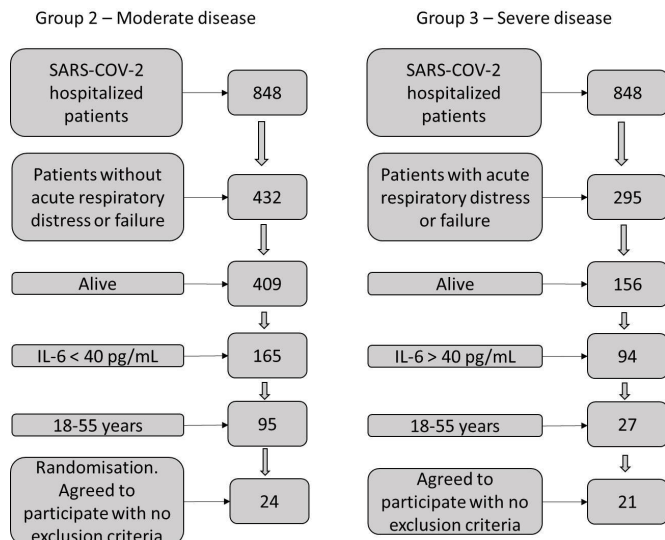 Group 2 – Moderate disease
SARS-COV-2
hospitalized
patients
848
Patients without
acute respiratory
distress or failure
432
Alive
409
IL-6 < 40 pg/mL
165
18-55 years
95
Randomisation.
Agreed to
participate with no
exclusion criteria
24
Group 3 – Severe disease
SARS-COV-2
hospitalized
patients
848
Patients with acute
respiratory distress
or failure
295
Alive
156
IL-6 > 40 pg/mL
94
18-55 years
27
Agreed to
participate with no
exclusion criteria
21